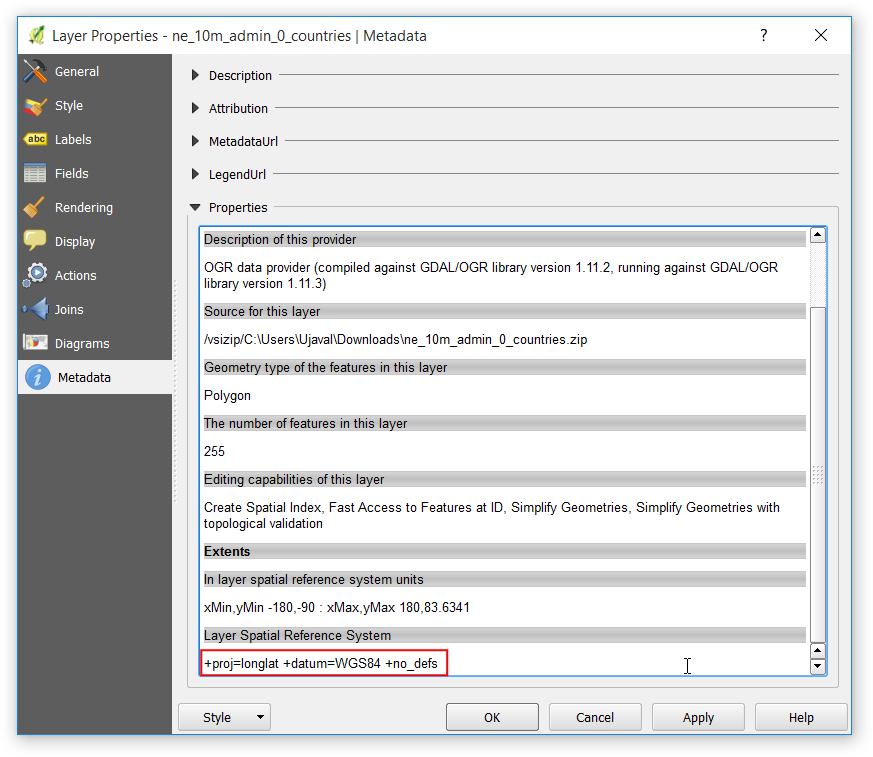 Layer Properties - ne_10m_admin_0_countries | Metadata
?
General
Style
abc
Labels
Fields
Rendering
Display
Actions
Joins
Diagrams
i
Metadata
Description
Attribution
MetadataUrl
LegendUrl
Properties
Description of this provider
OGR data provider (compiled against GDAL/OGR library version 1.11.2, running against GDAL/OGR
library version 1.11.3)
Source for this layer
/vsizip/C:\Users\Ujaval\Downloads\ne_10m_admin_0_countries.zip
Geometry type of the features in this layer
Polygon
The number of features in this layer
255
Editing capabilities of this layer
Create Spatial Index, Fast Access to Features at ID, Simplify Geometries, Simplify Geometries with
topological validation
Extents
In layer spatial reference system units
xMin,yMin -180,-90 : xMax,yMax 180,83.6341
Layer Spatial Reference System
+proj=longlat +datum=WGS84 +no_defs
Style
OK
Cancel
Apply
Help